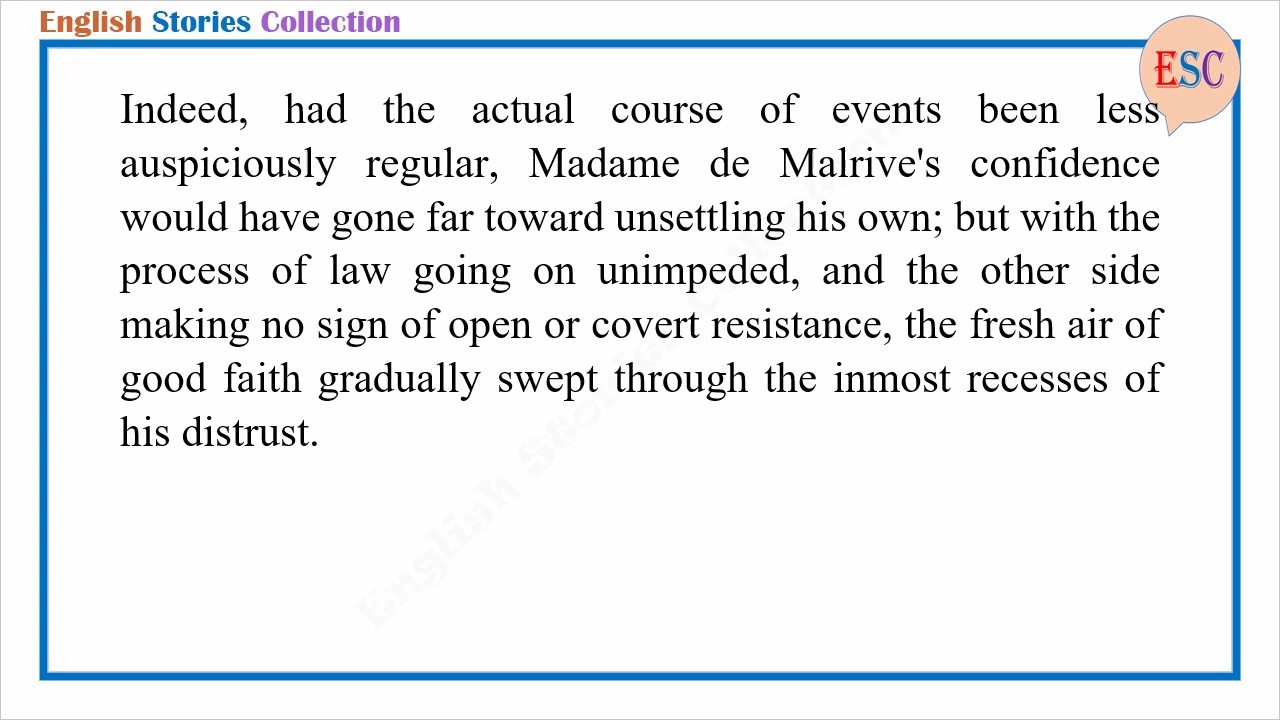 English Stories Collection
ESC
Indeed, had the actual course of events been less
auspiciously regular, Madame de Malrive's confidence
would have gone far toward unsettling his own; but with the
process of law going on unimpeded, and the other side
making no sign of open or covert resistance, the fresh air of
good faith gradually swept through the inmost recesses of
his distrust.
English Stories Collection